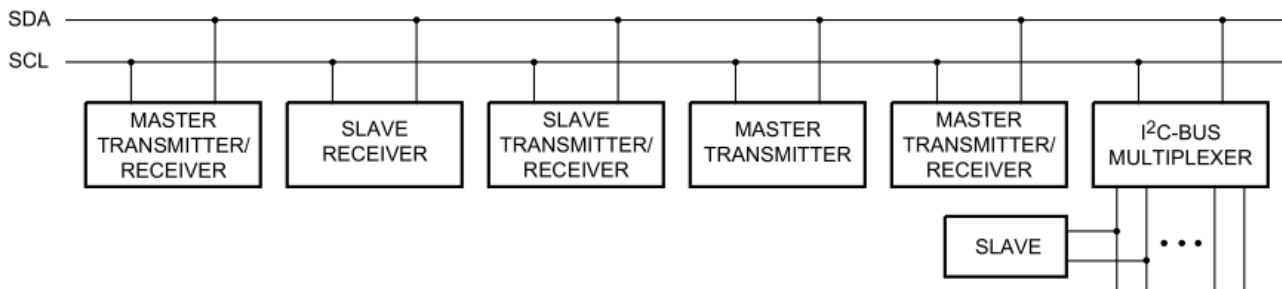 SDA
SCL
MASTER
TRANSMITTER/
RECEIVER
SLAVE
RECEIVER
SLAVE
TRANSMITTER/
RECEIVER
MASTER
TRANSMITTER
MASTER
TRANSMITTER/
RECEIVER
I²C-BUS
MULTIPLEXER
SLAVE